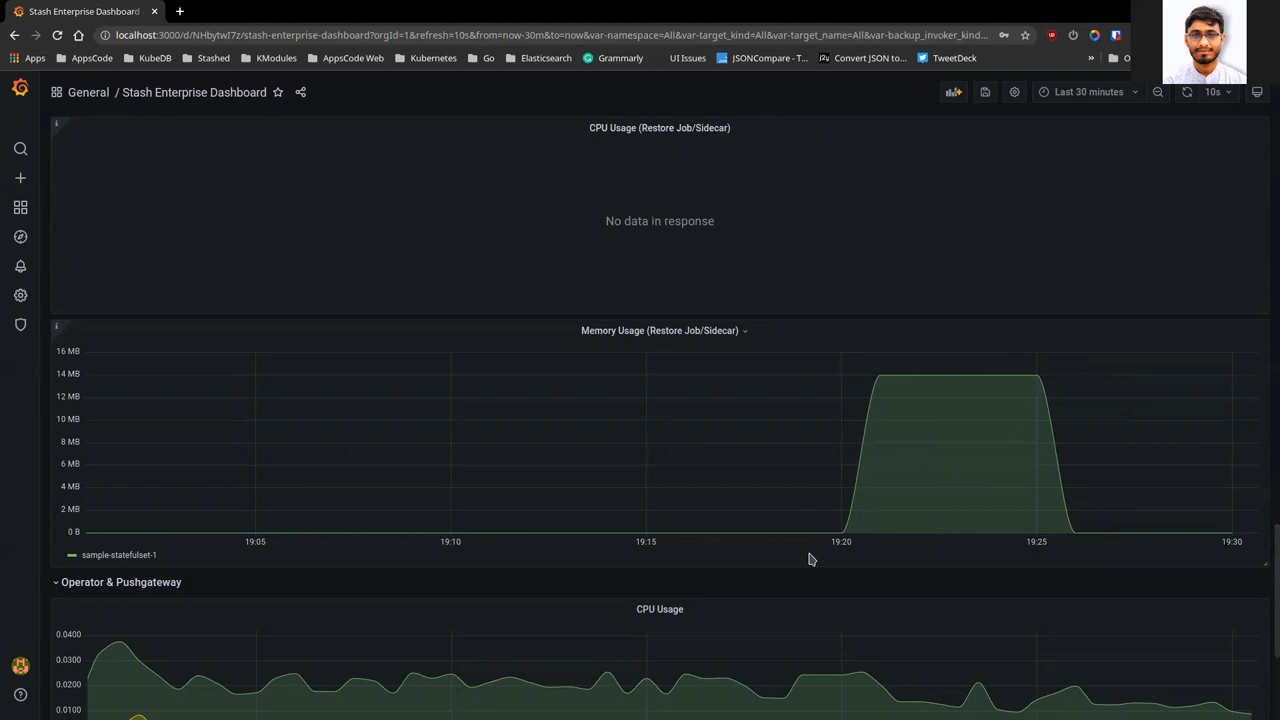 Stash Enterprise Dashboard
localhost:3000/d/NHbytwI7z/stash-enterprise-dashboard?orgId=1&refresh=10s&from=now-30m&to=now&var-namespace=All&var-target_kind=All&var-target_name=All&var-backup_invoker_kind...
Apps AppsCode KubeDB Stashed KModules AppsCode Web Kubernetes Go Elasticsearch Grammarly UI Issues JSONCompare - T... Convert JSON to... TweetDeck » O
General / Stash Enterprise Dashboard Last 30 minutes 10s
CPU Usage (Restore Job/Sidecar)
No data in response
Memory Usage (Restore Job/Sidecar)
16 MB
14 MB
12 MB
10 MB
8 MB
6 MB
4 MB
2 MB
0 B
19:05 19:10 19:15 19:20 19:25 19:30
sample-statefulset-1
Operator & Pushgateway
CPU Usage
0.0400
0.0300
0.0200
0.0100